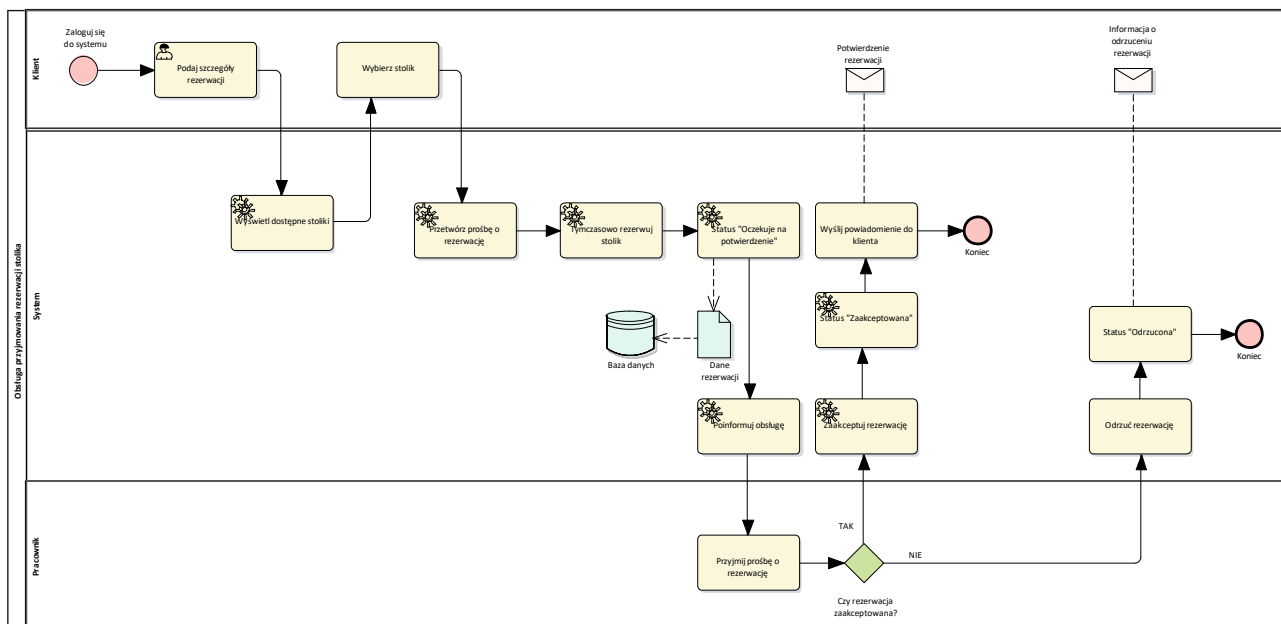 Obsługa przyjmowania rezerwacji stolika
Klient
Zaloguj się
do systemu
Podaj szczegóły
rezerwacji
Wybierz stolik
Potwierdzenie
rezerwacji
Informacja o
odrzuceniu
rezerwacji
System
Wyświetl dostępne stoliki
Przetwórz prośbę o
rezerwację
Tymczasowo rezerwuj
stolik
Status "Oczekuje na
potwierdzenie"
Wyślij powiadomienie do
klienta
Koniec
Baza danych
Dane
rezerwacji
Status "Zaakceptowana"
Status "Odrzucona"
Koniec
Poinformuj obsługę
Zaakceptuj rezerwację
Odrzuć rezerwację
Pracownik
Przyjmij prośbę o
rezerwację
TAK
NIE
Czy rezerwacja
zaakceptowana?